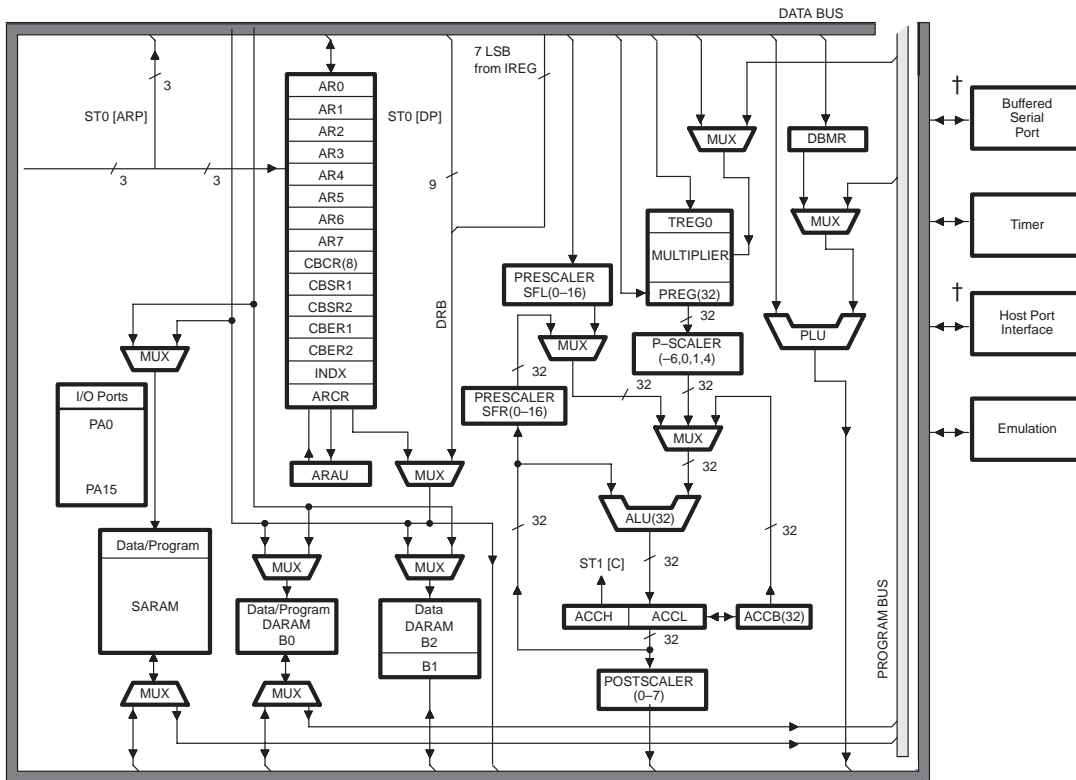 DATA BUS
7 LSB
from IREG
3
ST0 [ARP]
ST0 [DP]
3
3
9
AR0
AR1
AR2
AR3
AR4
AR5
AR6
AR7
CBCR(8)
CBSR1
CBSR2
CBER1
CBER2
INDX
ARCR
ARAU
MUX
DRB
MUX
DBMR
MUX
TREG0
MULTIPLIER
PREG(32)
32
PRESCALER
SFL(0–16)
MUX
32
PRESCALER
SFR(0–16)
P–SCALER
(–6,0,1,4)
32
32
MUX
32
PLU
ALU(32)
32
32
32
ST1 [C]
ACCH
ACCL
ACCB(32)
32
POSTSCALER
(0–7)
MUX
I/O Ports
PA0
PA15
Data/Program
SARAM
MUX
MUX
Data/Program
DARAM
B0
MUX
MUX
Data
DARAM
B2
B1
PROGRAM BUS
†
Buffered
Serial
Port
Timer
†
Host Port
Interface
Emulation